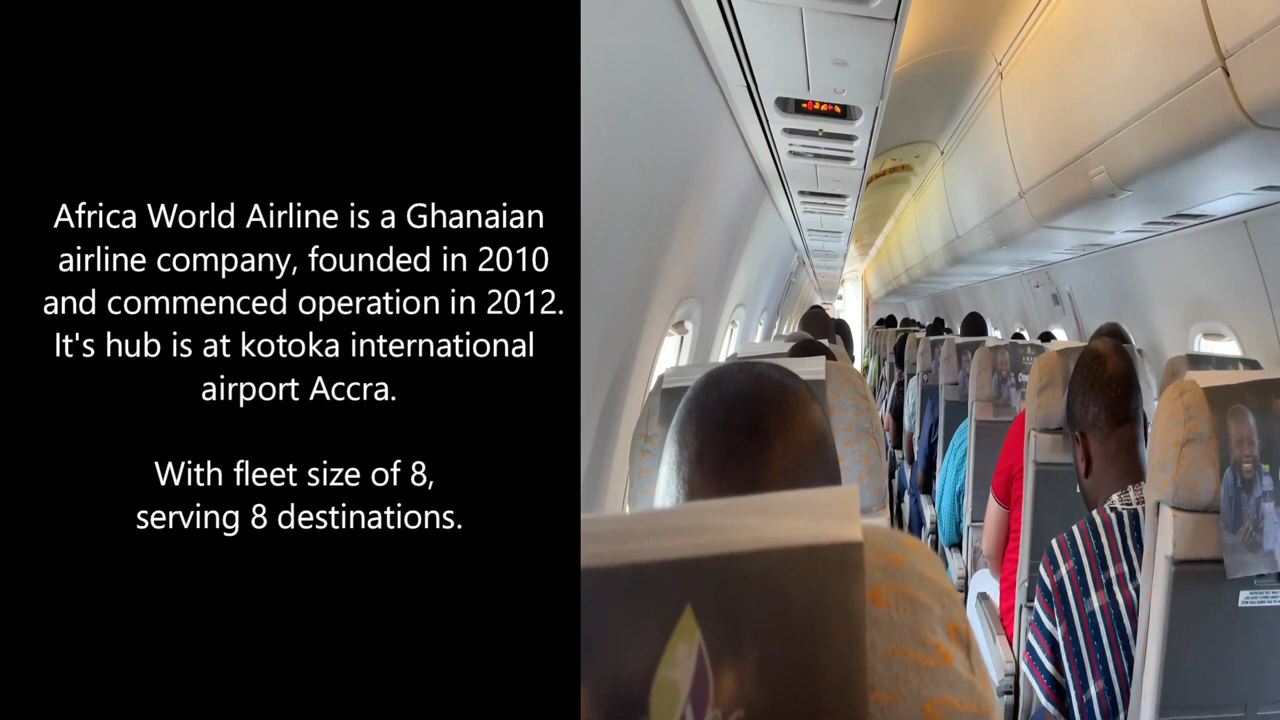 Africa World Airline is a Ghanaian
airline company, founded in 2010
and commenced operation in 2012.
It's hub is at kotoka international
airport Accra.
With fleet size of 8,
serving 8 destinations.